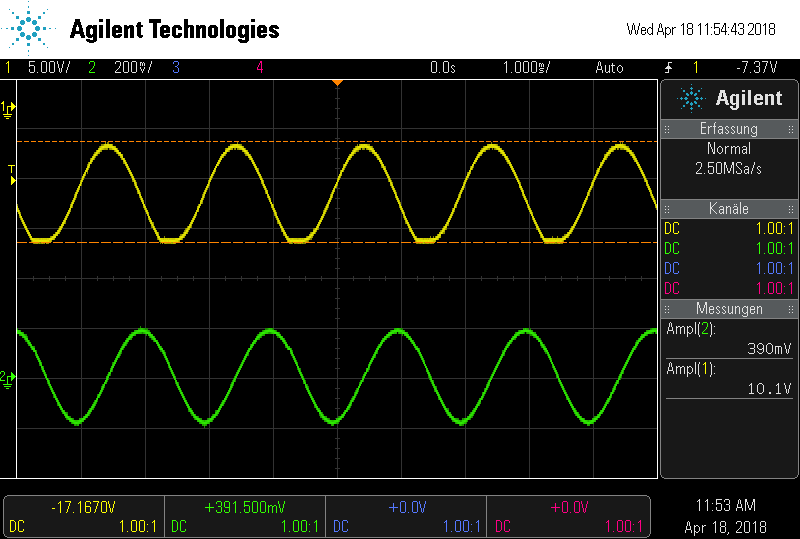 Agilent Technologies
Wed Apr 18 11:54:43 2018
1 5.00V/ 2 200mV/ 3 4 0.0s 1.000ms/ Auto 1 -7.37V
Agilent
Erfassung
Normal
2.50MSa/s
Kanäle
DC 1.00:1
DC 1.00:1
DC 1.00:1
DC 1.00:1
Messungen
Ampl(2):
390mV
Ampl(1):
10.1V
1
T
2
-17.1670V +391.500mV +0.0V +0.0V
DC 1.00:1 DC 1.00:1 DC 1.00:1 DC 1.00:1
11:53 AM
Apr 18, 2018